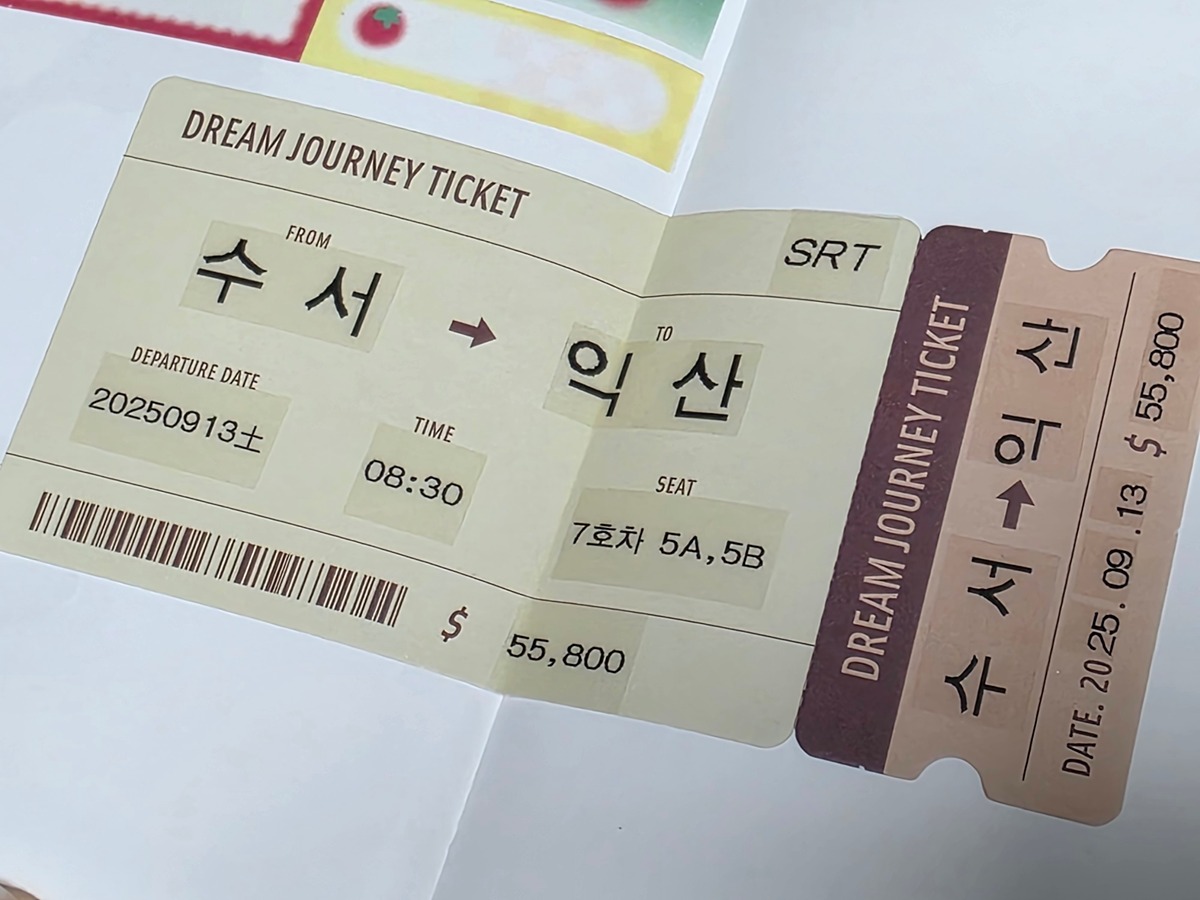 DREAM JOURNEY TICKET
SRT
FROM
수 서
TO
익 산
DEPARTURE DATE
20250913土
TIME
08:30
SEAT
7호차 5A,5B
$ 55,800
DREAM JOURNEY TICKET
수 서 익 산
DATE. 2025.09.13 $ 55,800